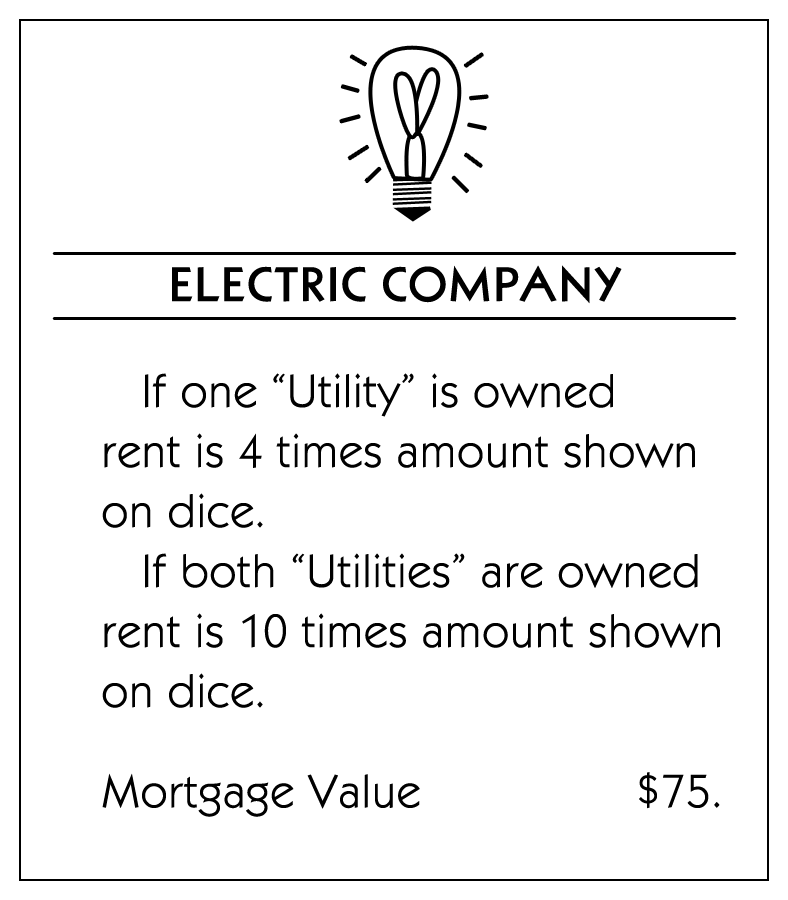 ELECTRIC COMPANY
If one “Utility” is owned
rent is 4 times amount shown
on dice.
If both “Utilities” are owned
rent is 10 times amount shown
on dice.
Mortgage Value $75.